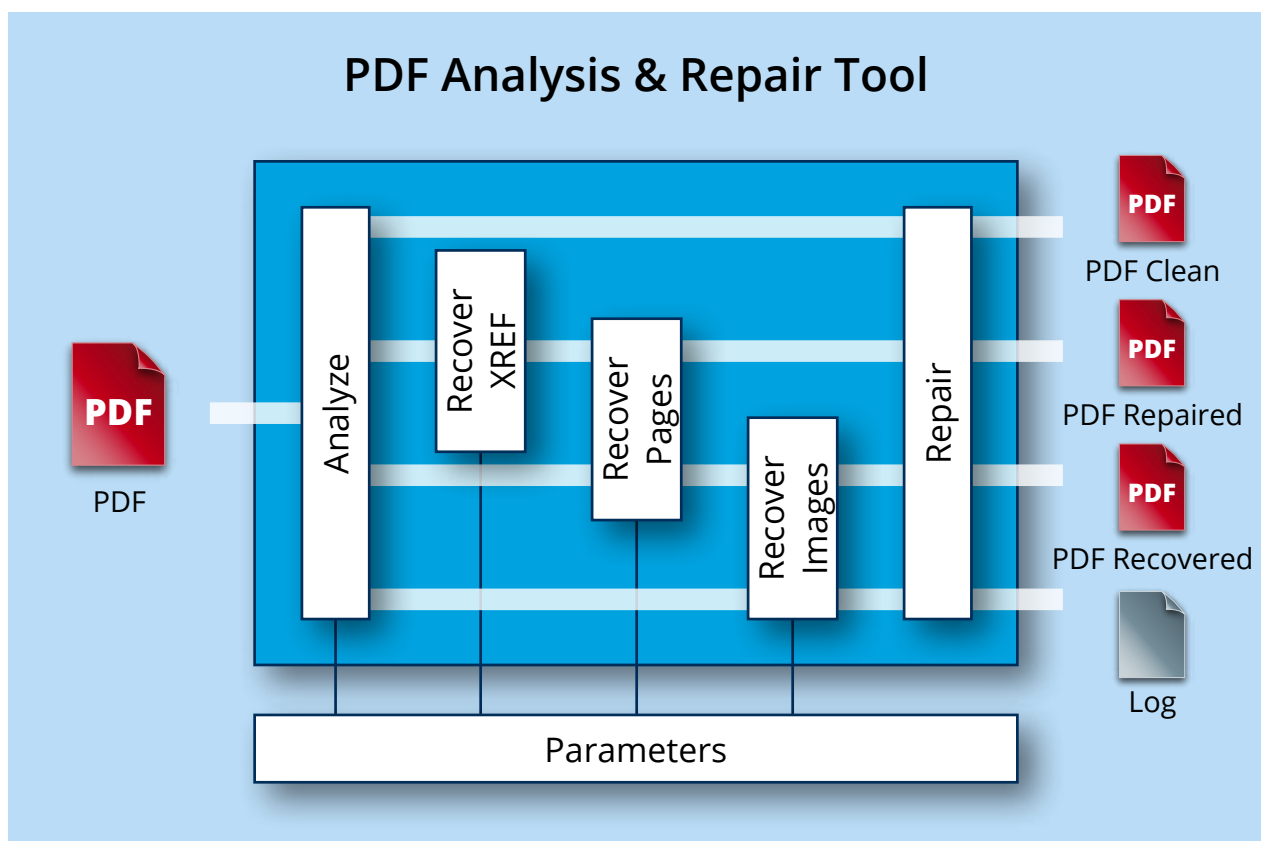 PDF Analysis & Repair Tool
PDF
PDF
Analyze
Recover
XREF
Recover
Pages
Recover
Images
Repair
PDF
PDF Clean
PDF
PDF Repaired
PDF
PDF Recovered
Log
Parameters